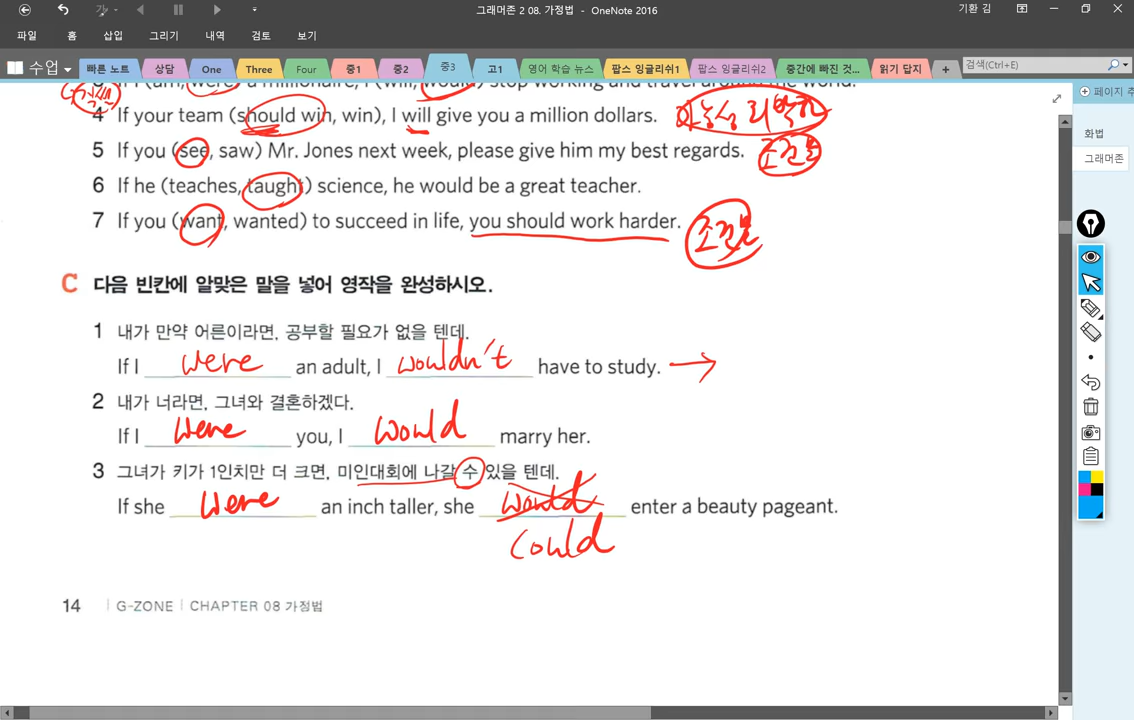 그래머존 2 08. 가정법 - OneNote 2016
기환 김
파일 홈 삽입 그리기 내역 검토 보기
수업 빠른 노트 상담 One Three Four 중1 중2 중3 고1 영어 학습 뉴스 팝스 잉글리쉬1 팝스 잉글리쉬2 중간에 빠진 것... 읽기 답지 + 검색(Ctrl+E)
페이지 추
화법
그래머존
a millionaire, I (will, would) stop working and travel around the world.
4 If your team (should win, win), I will give you a million dollars.
5 If you (see, saw) Mr. Jones next week, please give him my best regards. 조건문
6 If he (teaches, taught) science, he would be a great teacher.
7 If you (want, wanted) to succeed in life, you should work harder. 조건문
C 다음 빈칸에 알맞은 말을 넣어 영작을 완성하시오.
1 내가 만약 어른이라면, 공부할 필요가 없을 텐데.
If I were an adult, I wouldn't have to study. →
2 내가 너라면, 그녀와 결혼하겠다.
If I were you, I would marry her.
3 그녀가 키가 1인치만 더 크면, 미인대회에 나갈 수 있을 텐데.
If she were an inch taller, she would enter a beauty pageant.
could
14 G-ZONE CHAPTER 08 가정법